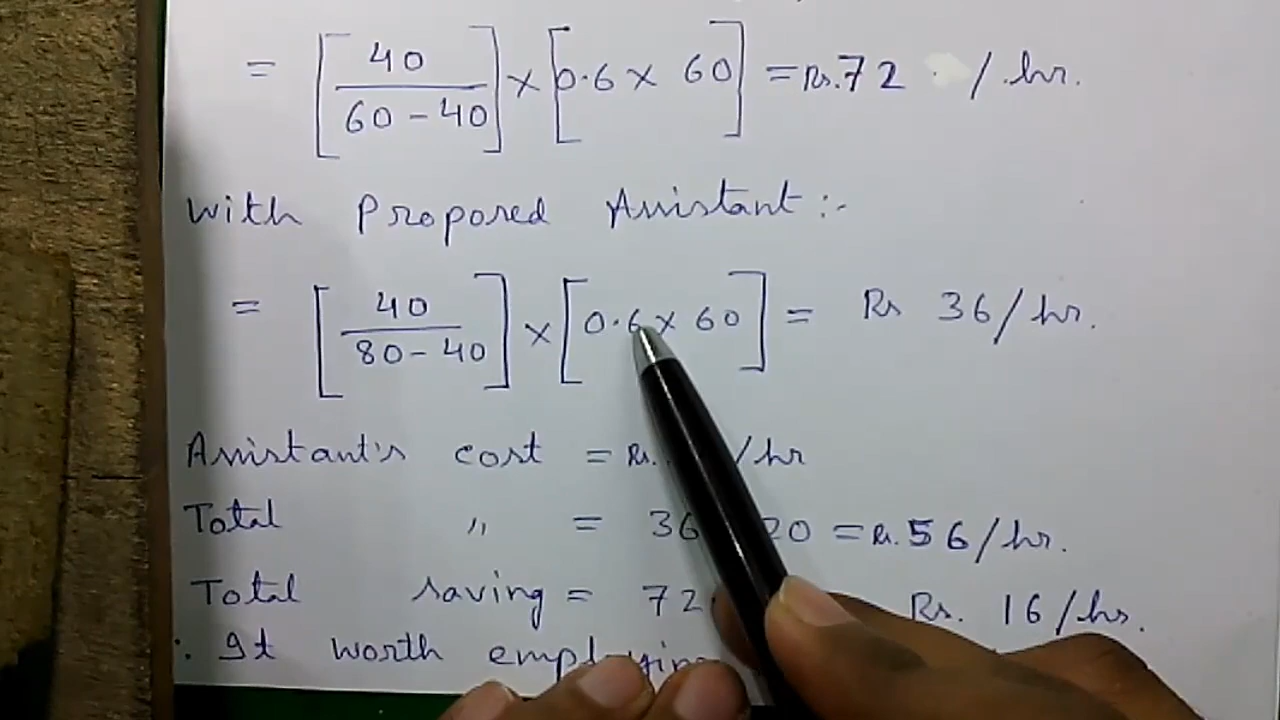 = [40 / 60 - 40] × [0.6 × 60] = Rs.72 /hr.
With Proposed Assistant :-
= [40 / 80 - 40] × [0.6 × 60] = Rs 36/hr.
Assistant's cost = Rs. /hr
Total " = 36 20 = Rs.56/hr.
Total saving = 72 Rs. 16/hr.
∴ It worth employing